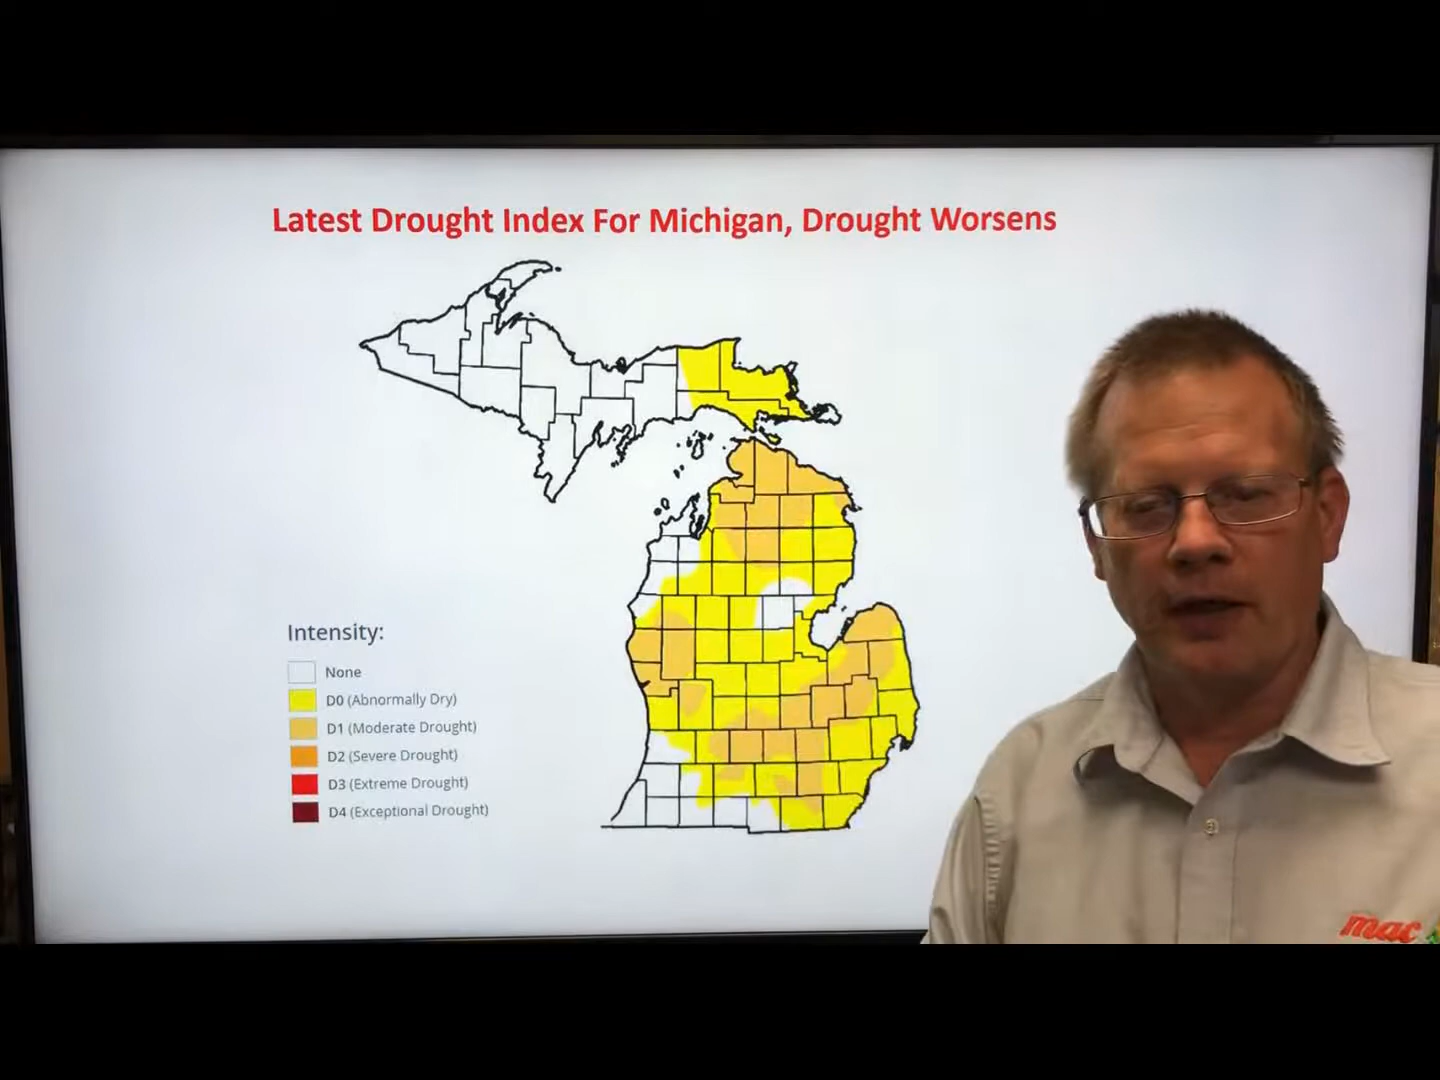 Latest Drought Index For Michigan, Drought Worsens
Intensity:
None
D0 (Abnormally Dry)
D1 (Moderate Drought)
D2 (Severe Drought)
D3 (Extreme Drought)
D4 (Exceptional Drought)
mac